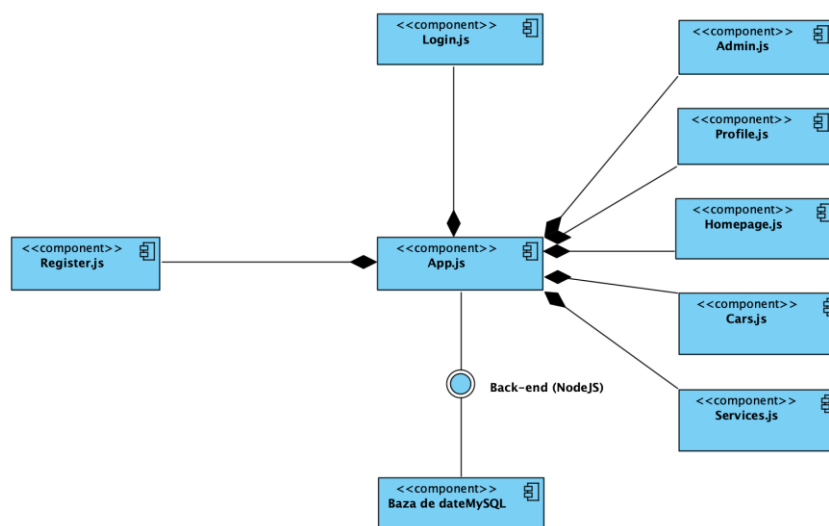 <<component>>
Login.js
<<component>>
Admin.js
<<component>>
Profile.js
<<component>>
Homepage.js
<<component>>
Register.js
<<component>>
App.js
<<component>>
Cars.js
Back-end (NodeJS)
<<component>>
Services.js
<<component>>
Baza de dateMySQL